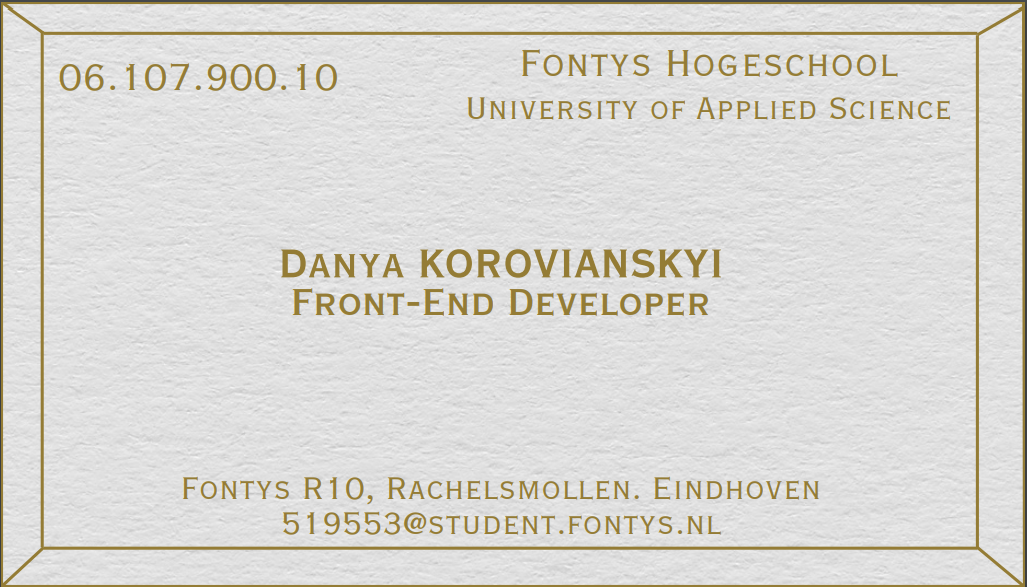 06.107.900.10
Fontys Hogeschool
University of Applied Science
Danya KOROVIANSKYI
Front-End Developer
Fontys R10, Rachelsmollen. Eindhoven
519553@student.fontys.nl